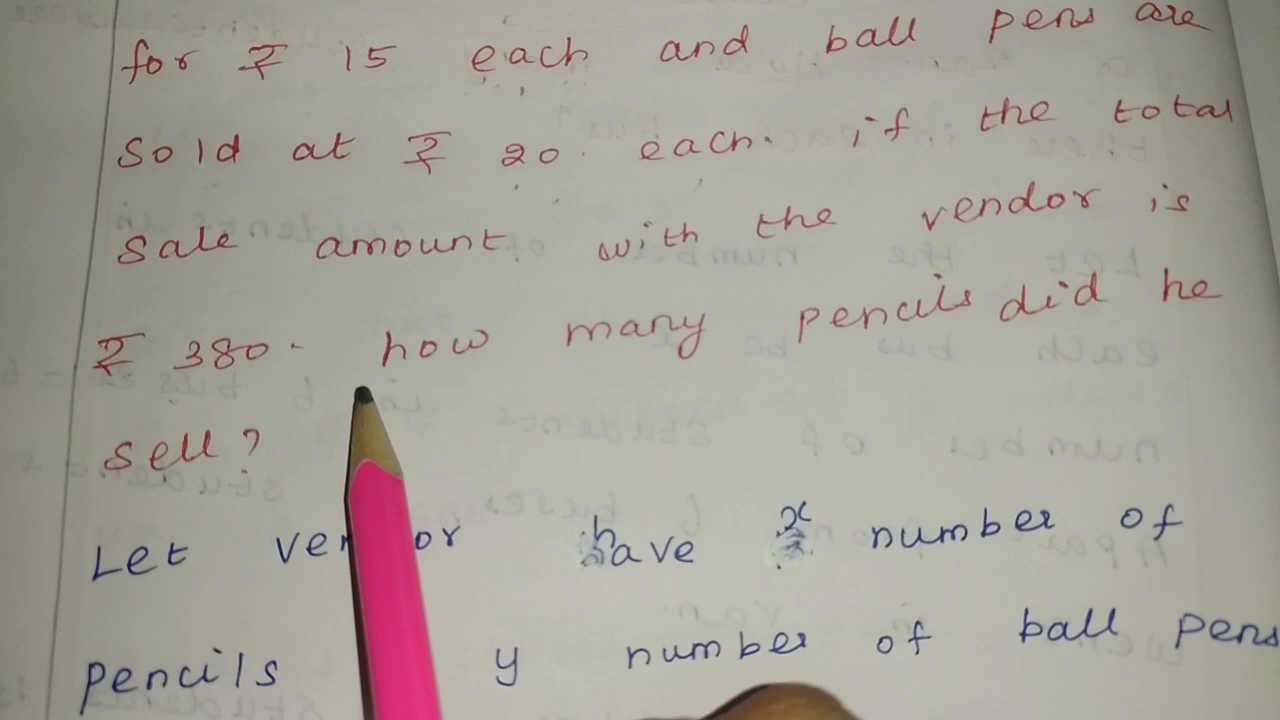 for ₹ 15 each and ball pens are
sold at ₹ 20. each. if the total
sale amount with the vendor is
₹ 380. how many pencils did he
sell?
Let have x number of
pencils y number of ball pens